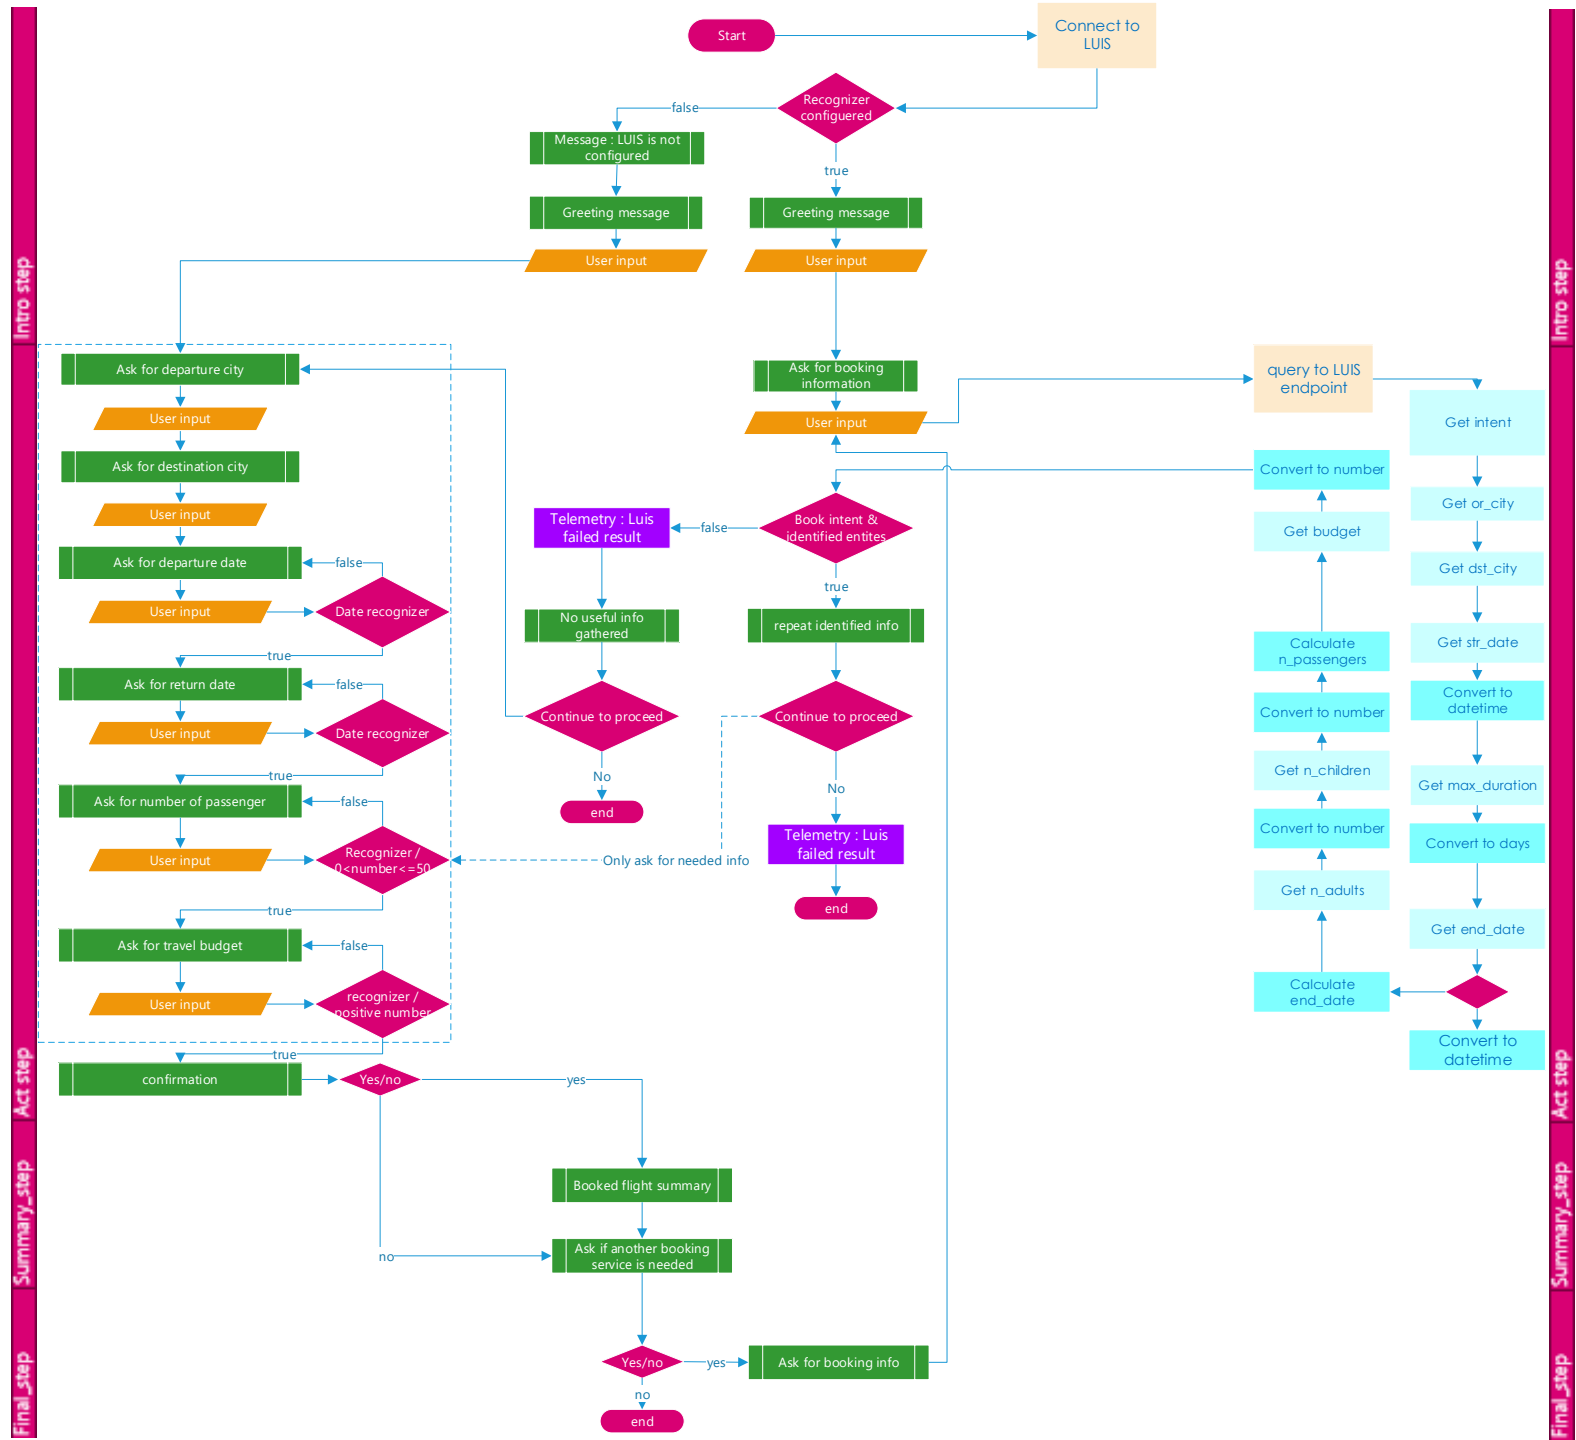 Start
Connect to
LUIS
Recognizer
configuered
false
true
Message : LUIS is not
configured
Greeting message
Greeting message
User input
User input
Intro step
Intro step
Ask for departure city
User input
Ask for destination city
User input
Ask for departure date
false
User input
Date recognizer
true
Ask for return date
false
User input
Date recognizer
true
Ask for number of passenger
false
User input
Recognizer /
0<number<=50
true
Ask for travel budget
false
User input
recognizer /
positive number
true
confirmation
Yes/no
yes
no
Ask for booking
information
User input
query to LUIS
endpoint
Get intent
Get or_city
Get dst_city
Get str_date
Convert to
datetime
Get max_duration
Convert to days
Get end_date
Convert to
datetime
Calculate
end_date
Get n_adults
Convert to number
Get n_children
Convert to number
Calculate
n_passengers
Get budget
Convert to number
Book intent &
identified entites
false
true
Telemetry : Luis
failed result
No useful info
gathered
Continue to proceed
No
end
repeat identified info
Continue to proceed
No
Only ask for needed info
Telemetry : Luis
failed result
end
Act step
Act step
Booked flight summary
Ask if another booking
service is needed
Summary_step
Summary_step
Yes/no
yes
Ask for booking info
no
end
Final_step
Final_step